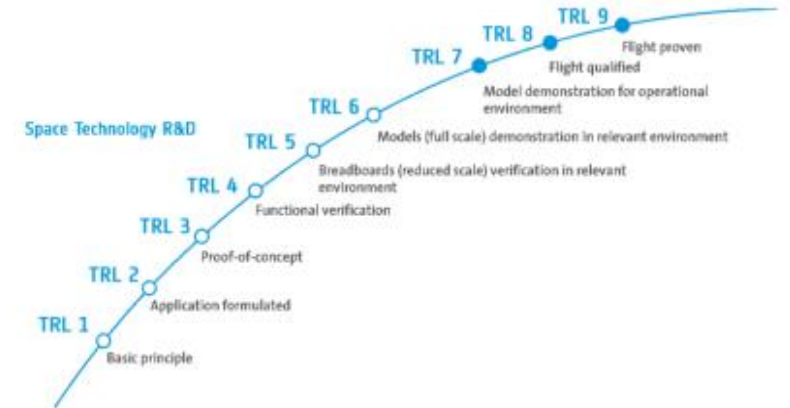 TRL 9
Flight proven
TRL 8
Flight qualified
TRL 7
Model demonstration for operational
environment
TRL 6
Models (full scale) demonstration in relevant environment
Space Technology R&D
TRL 5
Breadboards (reduced scale) verification in relevant
environment
TRL 4
Functional verification
TRL 3
Proof-of-concept
TRL 2
Application formulated
TRL 1
Basic principle